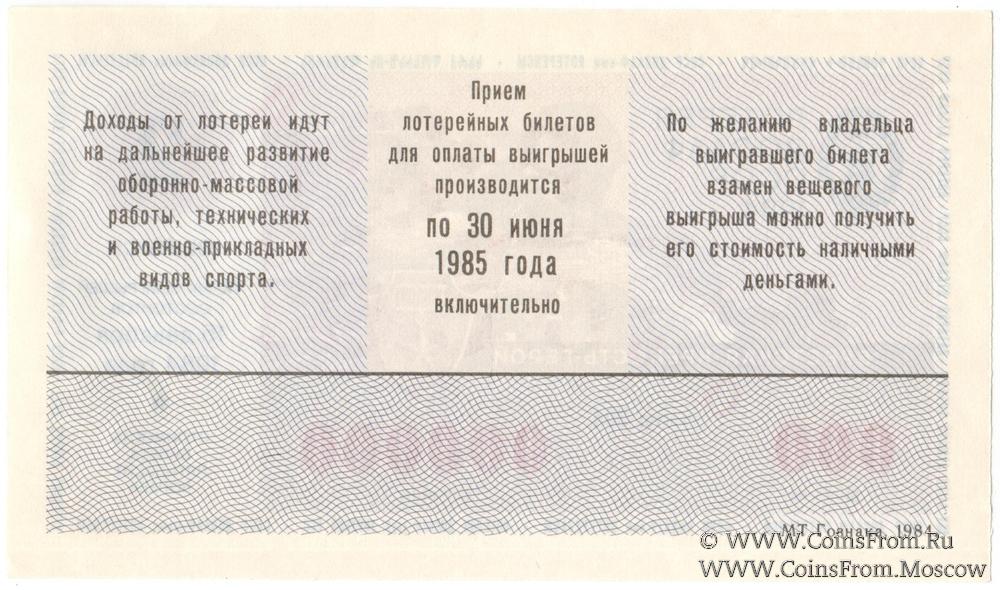 Доходы от лотереи идут
на дальнейшее развитие
оборонно-массовой
работы, технических
и военно-прикладных
видов спорта.
Прием
лотерейных билетов
для оплаты выигрышей
производится
по 30 июня
1985 года
включительно
По желанию владельца
выигравшего билета
взамен вещевого
выигрыша можно получить
его стоимость наличными
деньгами.
МТ Гознака, 1984.
© WWW.CoinsFrom.Ru
WWW.CoinsFrom.Moscow